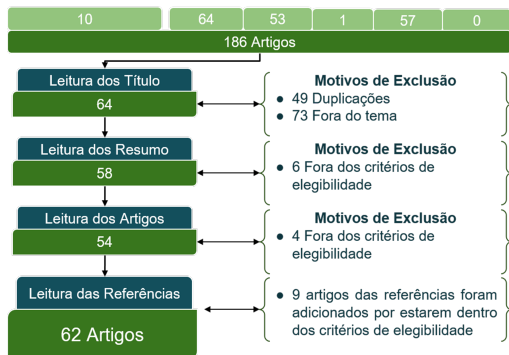 10 64 53 1 57 0
186 Artigos
Leitura dos Título
64
Motivos de Exclusão
● 49 Duplicações
● 73 Fora do tema
Leitura dos Resumo
58
Motivos de Exclusão
● 6 Fora dos critérios de
elegibilidade
Leitura dos Artigos
54
Motivos de Exclusão
● 4 Fora dos critérios de
elegibilidade
Leitura das Referências
62 Artigos
● 9 artigos das referências foram
adicionados por estarem dentro
dos critérios de elegibilidade